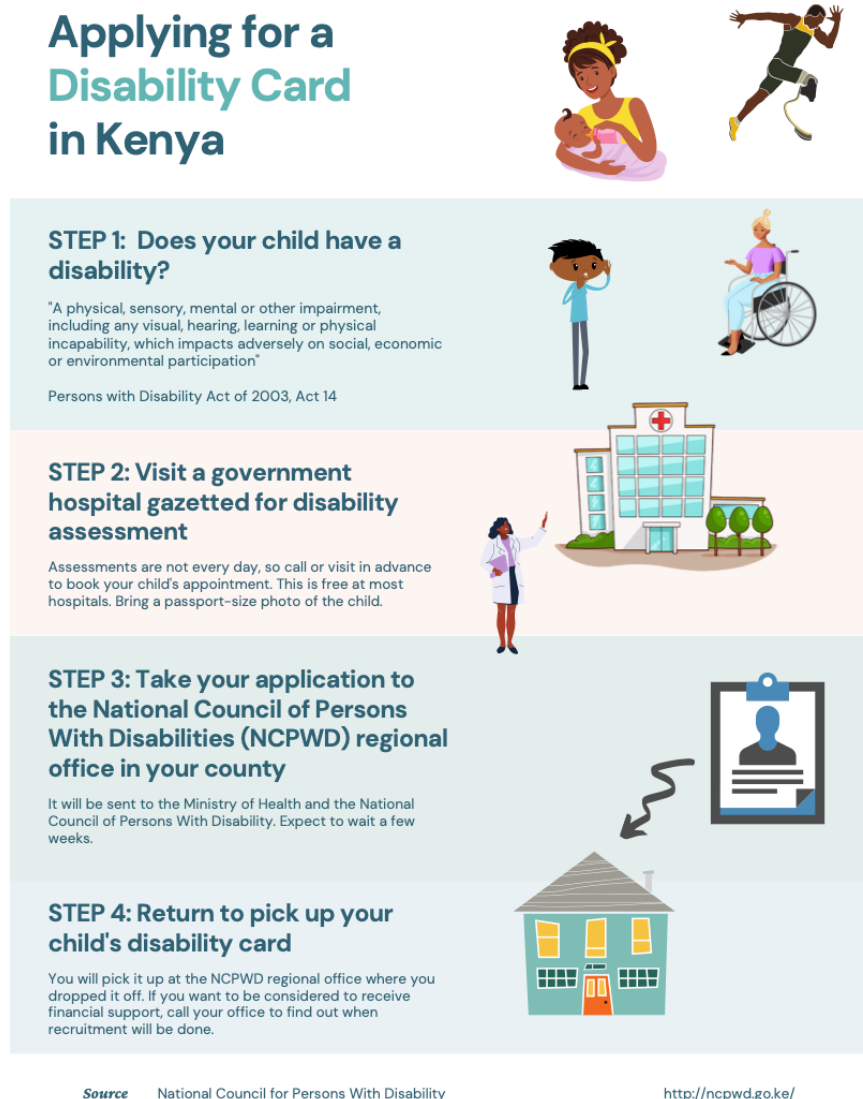 Applying for a
Disability Card
in Kenya
STEP 1: Does your child have a
disability?
"A physical, sensory, mental or other impairment,
including any visual, hearing, learning or physical
incapability, which impacts adversely on social, economic
or environmental participation"
Persons with Disability Act of 2003, Act 14
STEP 2: Visit a government
hospital gazetted for disability
assessment
Assessments are not every day, so call or visit in advance
to book your child's appointment. This is free at most
hospitals. Bring a passport-size photo of the child.
STEP 3: Take your application to
the National Council of Persons
With Disabilities (NCPWD) regional
office in your county
It will be sent to the Ministry of Health and the National
Council of Persons With Disability. Expect to wait a few
weeks.
STEP 4: Return to pick up your
child's disability card
You will pick it up at the NCPWD regional office where you
dropped it off. If you want to be considered to receive
financial support, call your office to find out when
recruitment will be done.
Source National Council for Persons With Disability http://ncpwd.go.ke/